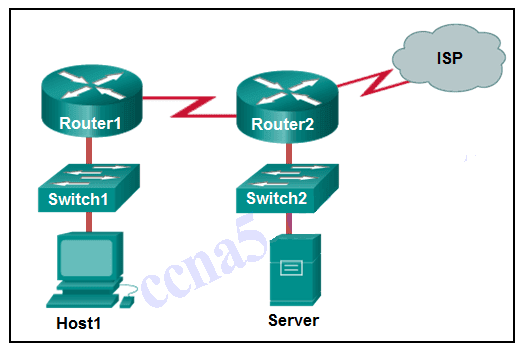 ISP
Router1
Router2
Switch1
Switch2
Host1
Server
ccna5